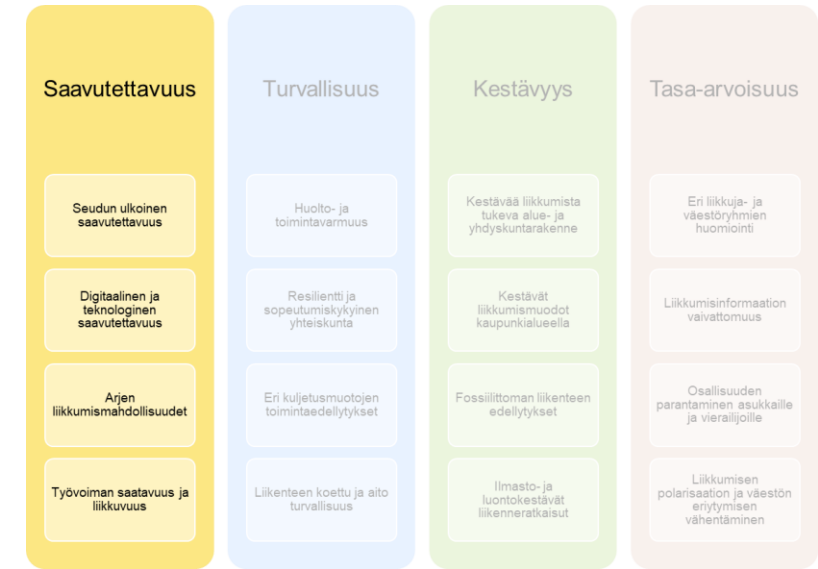 Saavutettavuus
Seudun ulkoinen
saavutettavuus
Digitaalinen ja
teknologinen
saavutettavuus
Arjen
liikkumismahdollisuudet
Työvoiman saatavuus ja
liikkuvuus
Turvallisuus
Huolto- ja
toimintavarmuus
Resilientti ja
sopeutumiskykyinen
yhteiskunta
Eri kuljetusmuotojen
toimintaedellytykset
Liikenteen koettu ja aito
turvallisuus
Kestävyys
Kestävää liikkumista
tukeva alue- ja
yhdyskuntarakenne
Kestävät
liikkumismuodot
kaupunkialueella
Fossiilittoman liikenteen
edellytykset
Ilmasto- ja
luontokestävät
liikenneratkaisut
Tasa-arvoisuus
Eri liikkuja- ja
väestöryhmien
huomiointi
Liikkumisinformaation
vaivattomuus
Osallisuuden
parantaminen asukkaille
ja vierailijoille
Liikkumisen
polarisaation ja väestön
eriytymisen
vähentäminen